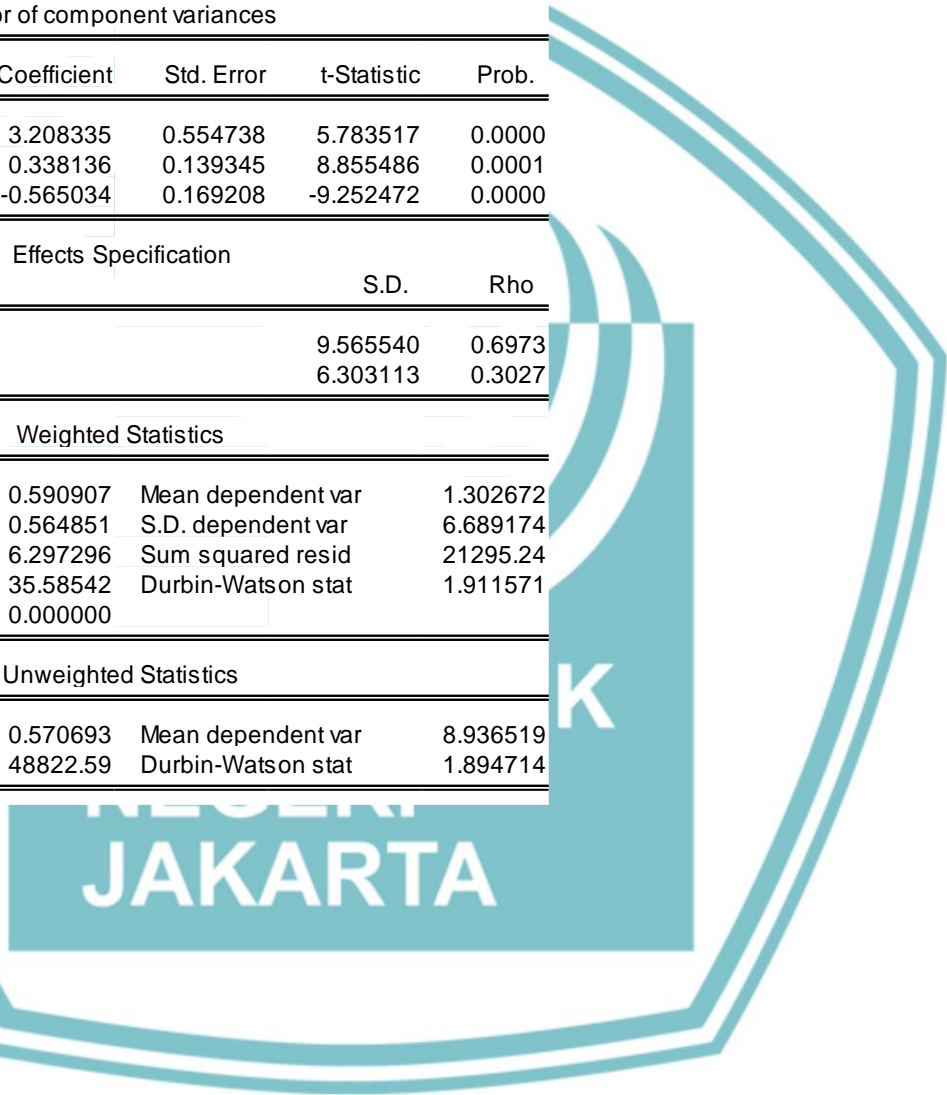 of component variances
Coefficient Std. Error t-Statistic Prob.
3.208335 0.554738 5.783517 0.0000
0.338136 0.139345 8.855486 0.0001
-0.565034 0.169208 -9.252472 0.0000
Effects Specification
S.D. Rho
9.565540 0.6973
6.303113 0.3027
Weighted Statistics
0.590907 Mean dependent var 1.302672
0.564851 S.D. dependent var 6.689174
6.297296 Sum squared resid 21295.24
35.58542 Durbin-Watson stat 1.911571
0.000000
Unweighted Statistics
K
0.570693 Mean dependent var 8.936519
48822.59 Durbin-Watson stat 1.894714
NEGERI
JAKARTA